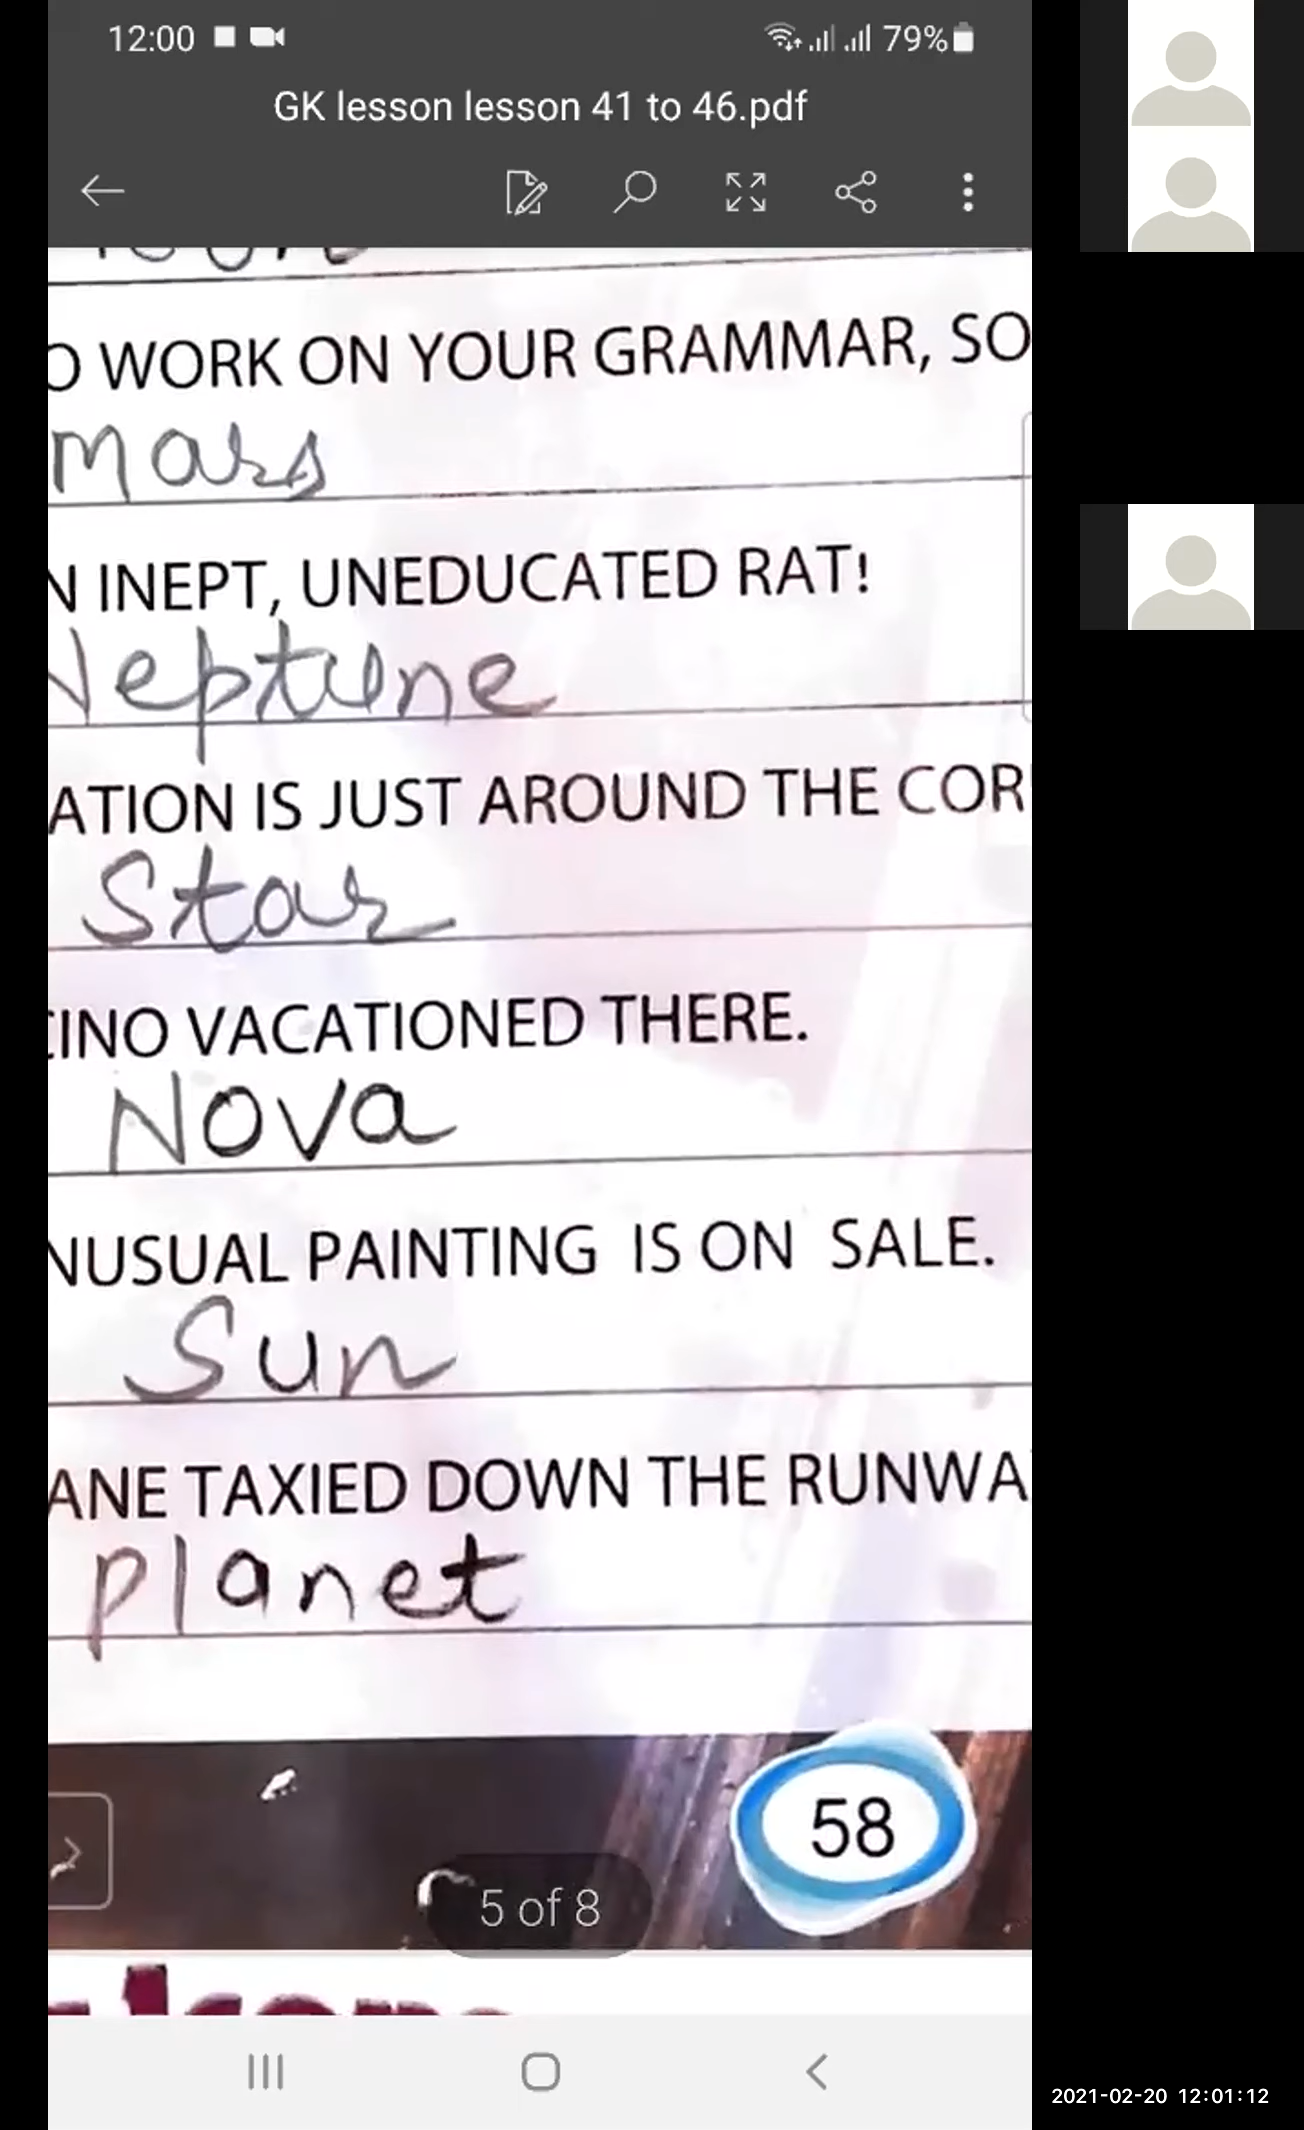 12:00 79%
GK lesson lesson 41 to 46.pdf
O WORK ON YOUR GRAMMAR, SO
mars
N INEPT, UNEDUCATED RAT!
Neptune
ATION IS JUST AROUND THE COR
Star
CINO VACATIONED THERE.
Nova
NUSUAL PAINTING IS ON SALE.
Sun
ANE TAXIED DOWN THE RUNWA
planet
58
5 of 8
2021-02-20 12:01:12